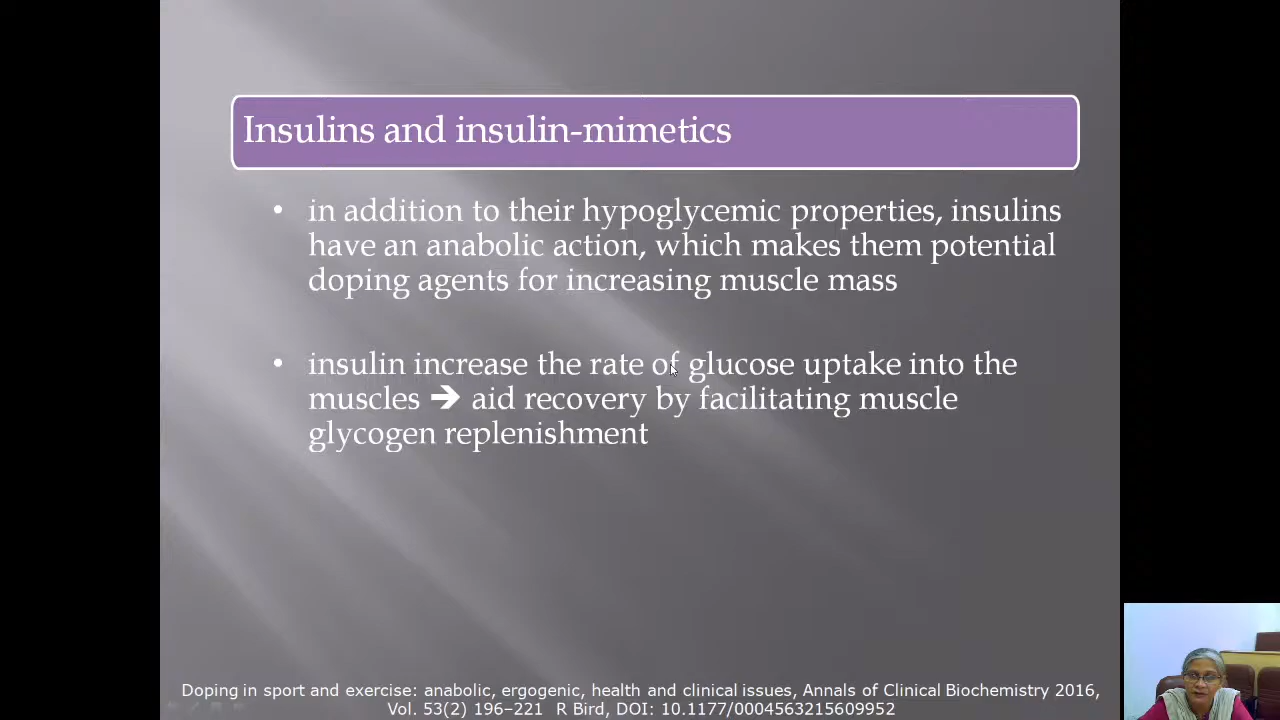 Insulins and insulin-mimetics
• in addition to their hypoglycemic properties, insulins
have an anabolic action, which makes them potential
doping agents for increasing muscle mass
• insulin increase the rate of glucose uptake into the
muscles ➔ aid recovery by facilitating muscle
glycogen replenishment
Doping in sport and exercise: anabolic, ergogenic, health and clinical issues, Annals of Clinical Biochemistry 2016,
Vol. 53(2) 196–221 R Bird, DOI: 10.1177/0004563215609952